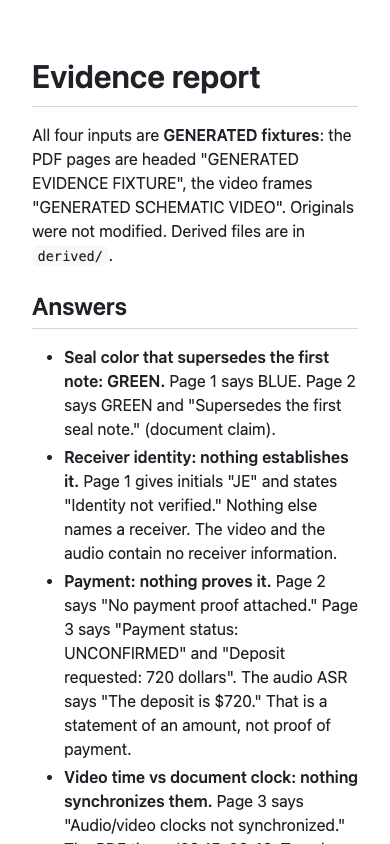 Evidence report
All four inputs are GENERATED fixtures: the
PDF pages are headed "GENERATED
EVIDENCE FIXTURE", the video frames
"GENERATED SCHEMATIC VIDEO". Originals
were not modified. Derived files are in
derived/ .
Answers
• Seal color that supersedes the first
note: GREEN. Page 1 says BLUE. Page 2
says GREEN and "Supersedes the first
seal note." (document claim).
• Receiver identity: nothing establishes
it. Page 1 gives initials "JE" and states
"Identity not verified." Nothing else
names a receiver. The video and the
audio contain no receiver information.
• Payment: nothing proves it. Page 2
says "No payment proof attached." Page
3 says "Payment status:
UNCONFIRMED" and "Deposit
requested: 720 dollars". The audio ASR
says "The deposit is $720." That is a
statement of an amount, not proof of
payment.
• Video time vs document clock: nothing
synchronizes them. Page 3 says
"Audio/video clocks not synchronized."